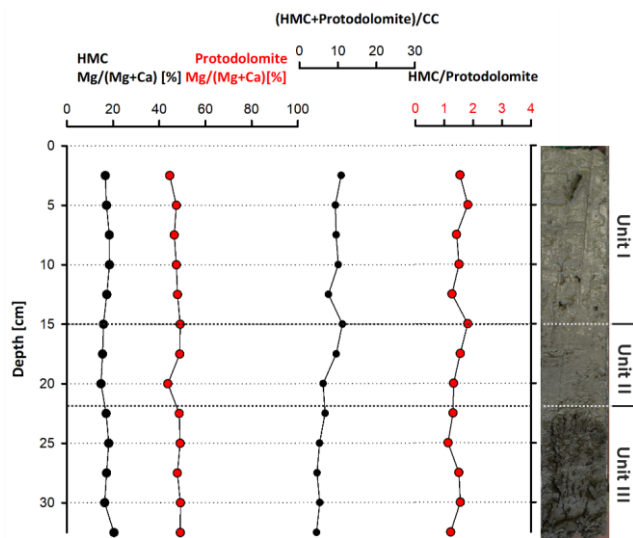 (HMC+Protodolomite)/CC
0 10 20 30
HMC Protodolomite
Mg/(Mg+Ca) [%] Mg/(Mg+Ca)[%]
HMC/Protodolomite
0 20 40 60 80 100
0 1 2 3 4
Depth [cm]
0
5
10
15
20
25
30
Unit I
Unit II
Unit III